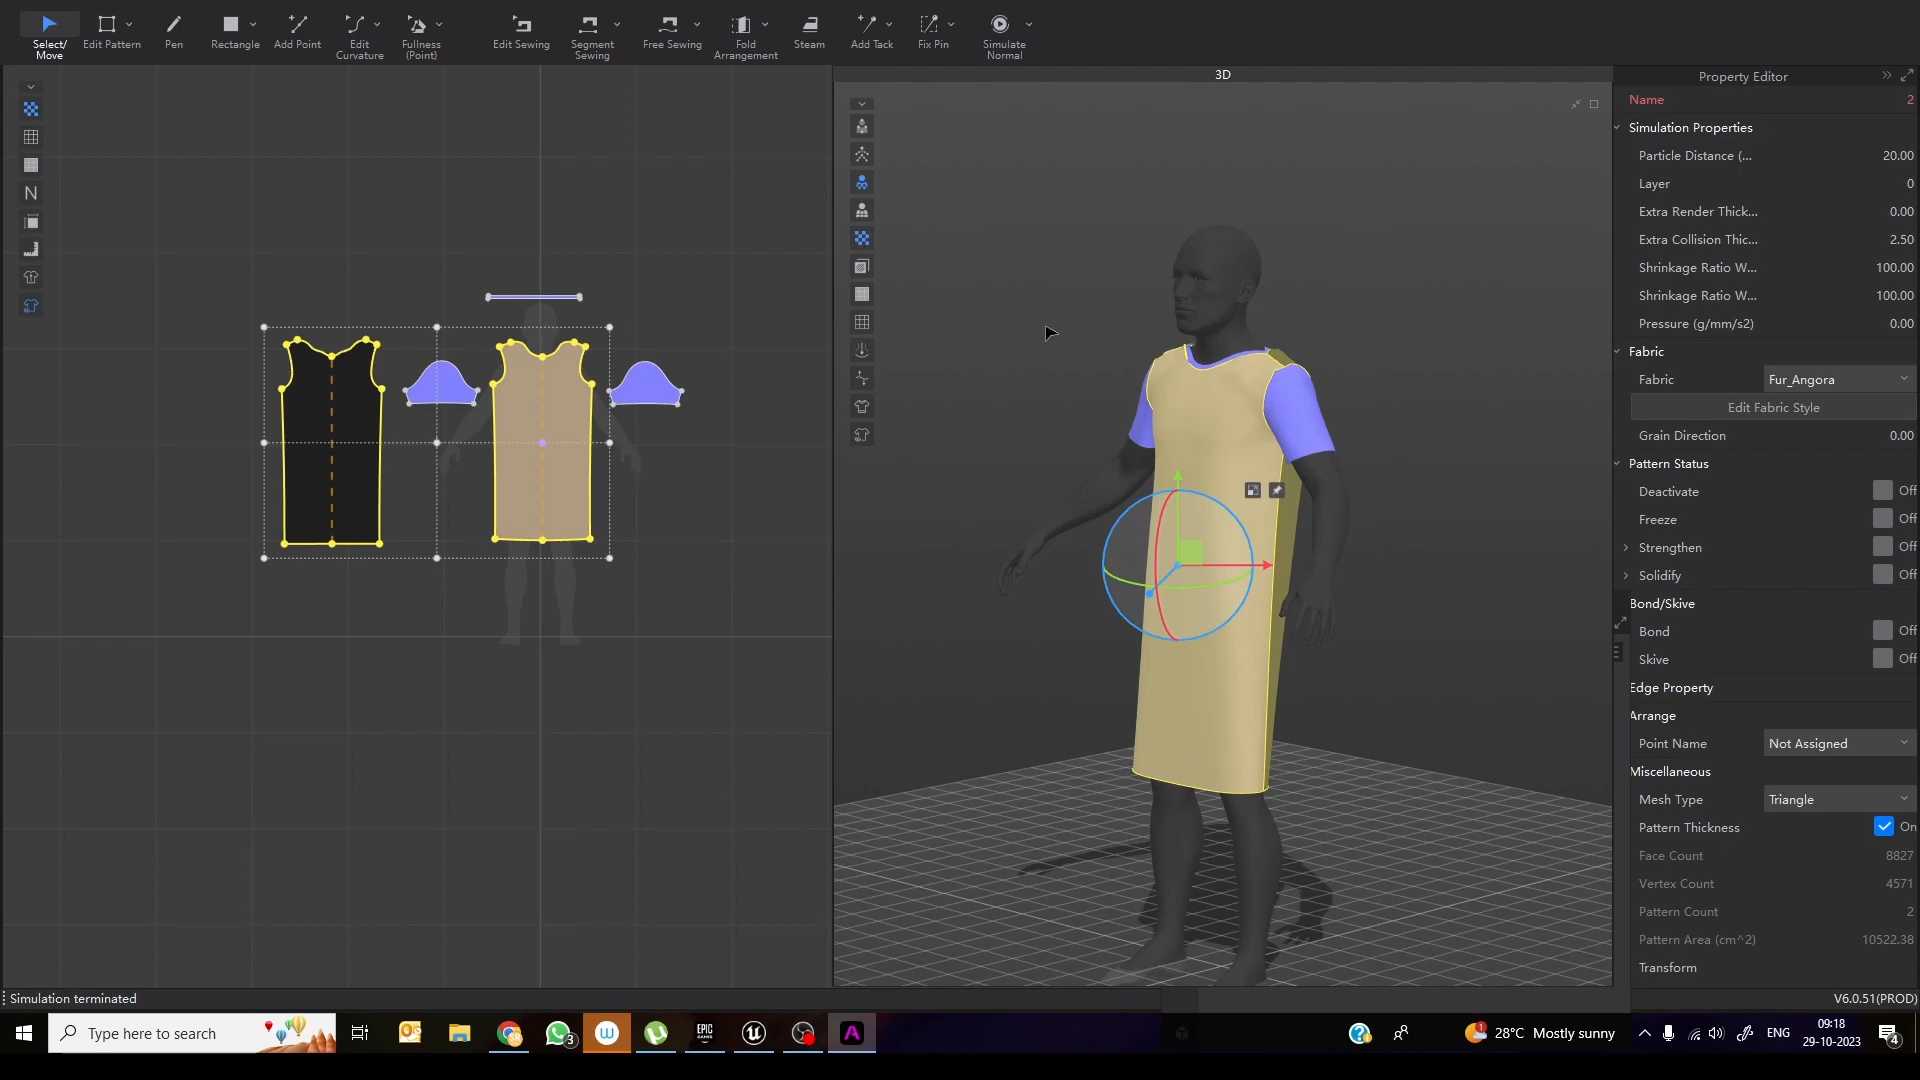 Select/
Move
Edit Pattern
Pen
Rectangle
Add Point
Edit
Curvature
Fullness
(Point)
Edit Sewing
Segment
Sewing
Free Sewing
Fold
Arrangement
Steam
Add Tack
Fix Pin
Simulate
Normal
3D
Property Editor
Name 2
Simulation Properties
Particle Distance (... 20.00
Layer 0
Extra Render Thick... 0.00
Extra Collision Thic... 2.50
Shrinkage Ratio W... 100.00
Shrinkage Ratio W... 100.00
Pressure (g/mm/s2) 0.00
Fabric
Fabric Fur_Angora
Edit Fabric Style
Grain Direction 0.00
Pattern Status
Deactivate Off
Freeze Off
Strengthen Off
Solidify Off
Bond/Skive
Bond Off
Skive Off
Edge Property
Arrange
Point Name Not Assigned
Miscellaneous
Mesh Type Triangle
Pattern Thickness On
Face Count 8827
Vertex Count 4571
Pattern Count 2
Pattern Area (cm^2) 10522.38
Transform
Simulation terminated
V6.0.51(PROD)
Type here to search
3
EPIC
GAMES
28°C Mostly sunny
ENG
09:18
29-10-2023
4